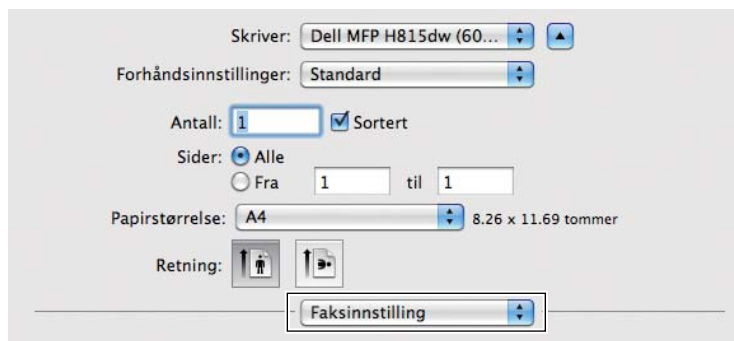 Skriver: Dell MFP H815dw (60...
Forhåndsinnstillinger: Standard
Antall: 1 Sortert
Sider: Alle
Fra 1 til 1
Papirstørrelse: A4 8.26 x 11.69 tommer
Retning:
Faksinnstilling